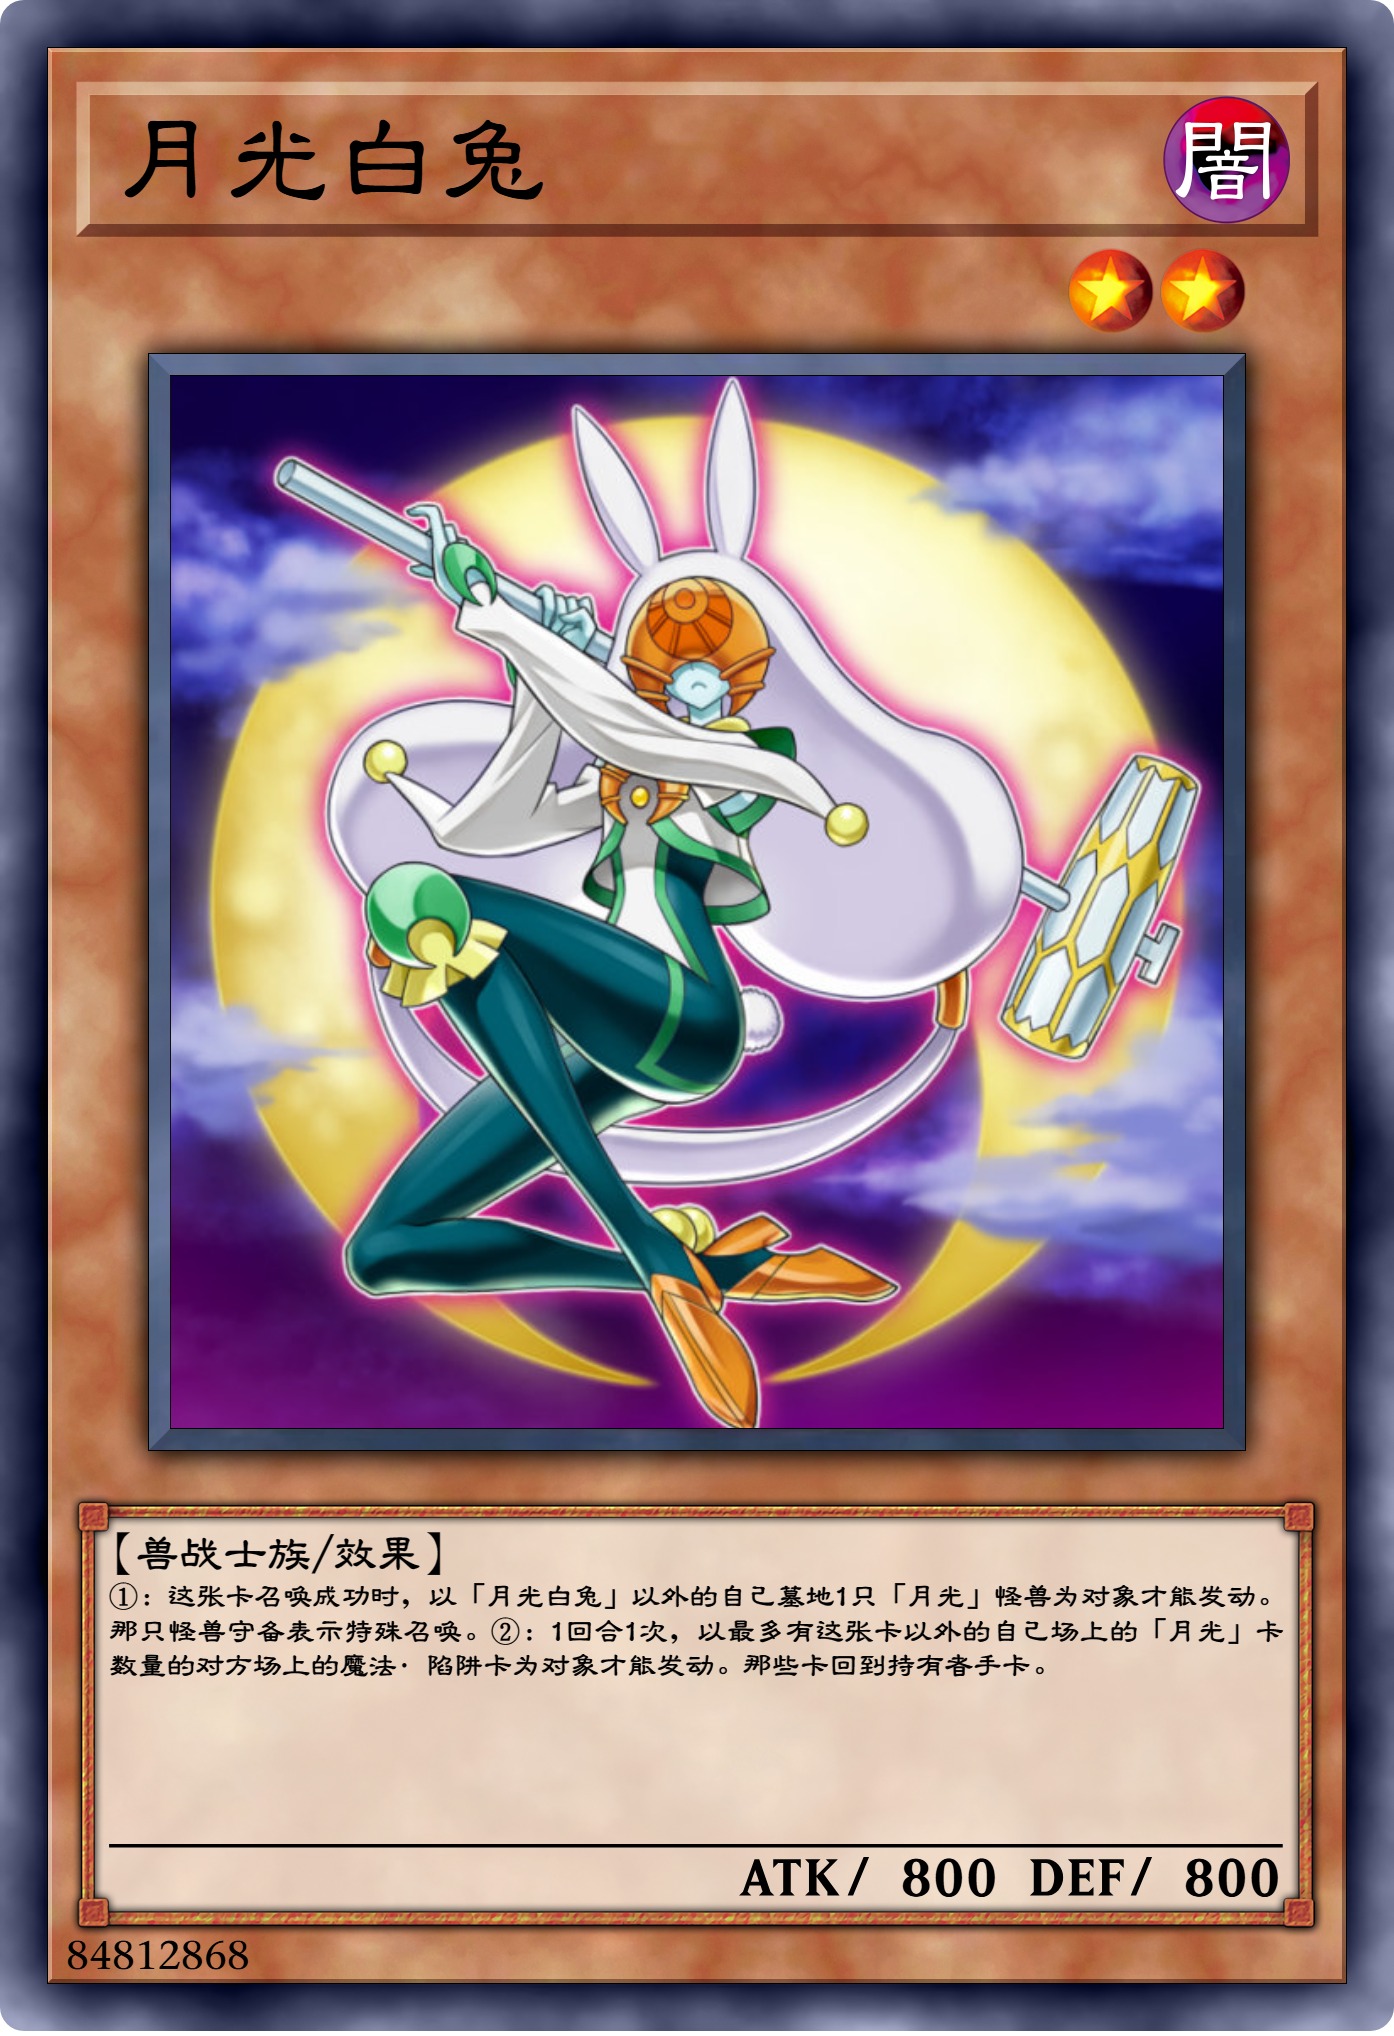 月光白兔
闇
【兽战士族/效果】
①：这张卡召唤成功时，以「月光白兔」以外的自己墓地1只「月光」怪兽为对象才能发动。
那只怪兽守备表示特殊召唤。②：1回合1次，以最多有这张卡以外的自己场上的「月光」卡
数量的对方场上的魔法·陷阱卡为对象才能发动。那些卡回到持有者手卡。
ATK/ 800 DEF/ 800
84812868